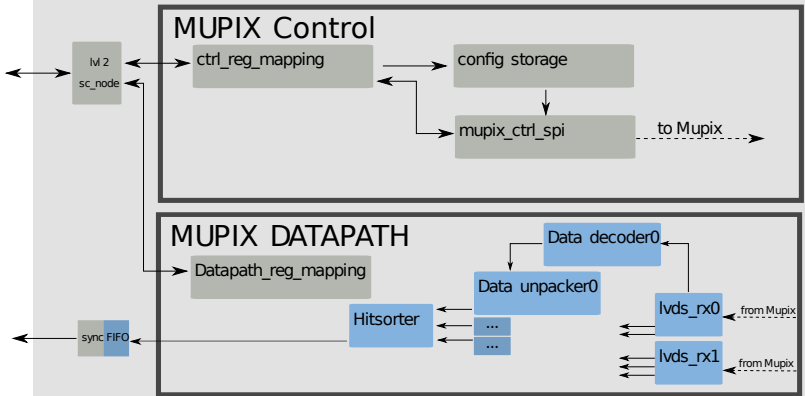 MUPIX Control
lvl 2
sc_node
ctrl_reg_mapping
config storage
mupix_ctrl_spi
to Mupix
MUPIX DATAPATH
Data decoder0
Datapath_reg_mapping
Data unpacker0
Hitsorter
lvds_rx0
from Mupix
...
...
sync FIFO
lvds_rx1
from Mupix